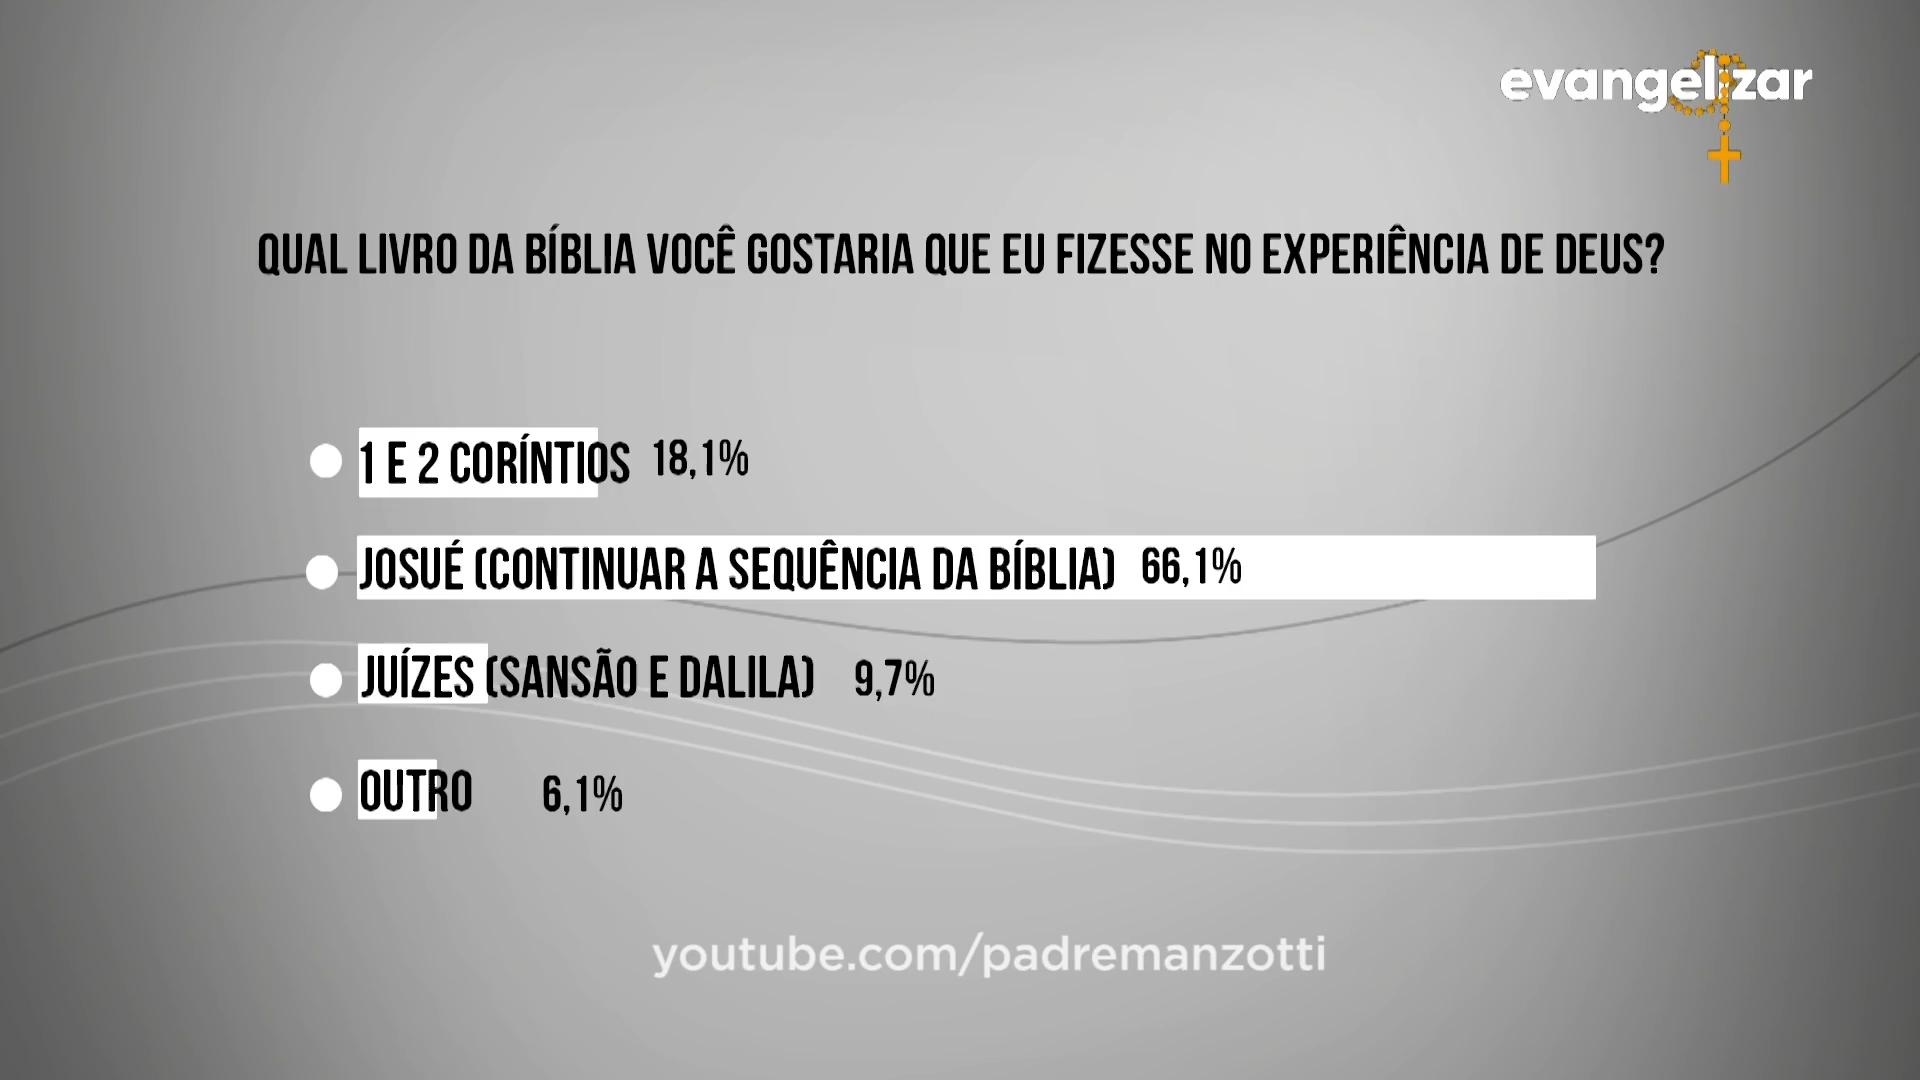 evangelizar
QUAL LIVRO DA BÍBLIA VOCÊ GOSTARIA QUE EU FIZESSE NO EXPERIÊNCIA DE DEUS?
1 E 2 CORÍNTIOS 18,1%
JOSUÉ (CONTINUAR A SEQUÊNCIA DA BÍBLIA) 66,1%
JUÍZES (SANSÃO E DALILA) 9,7%
OUTRO 6,1%
youtube.com/padremanzotti